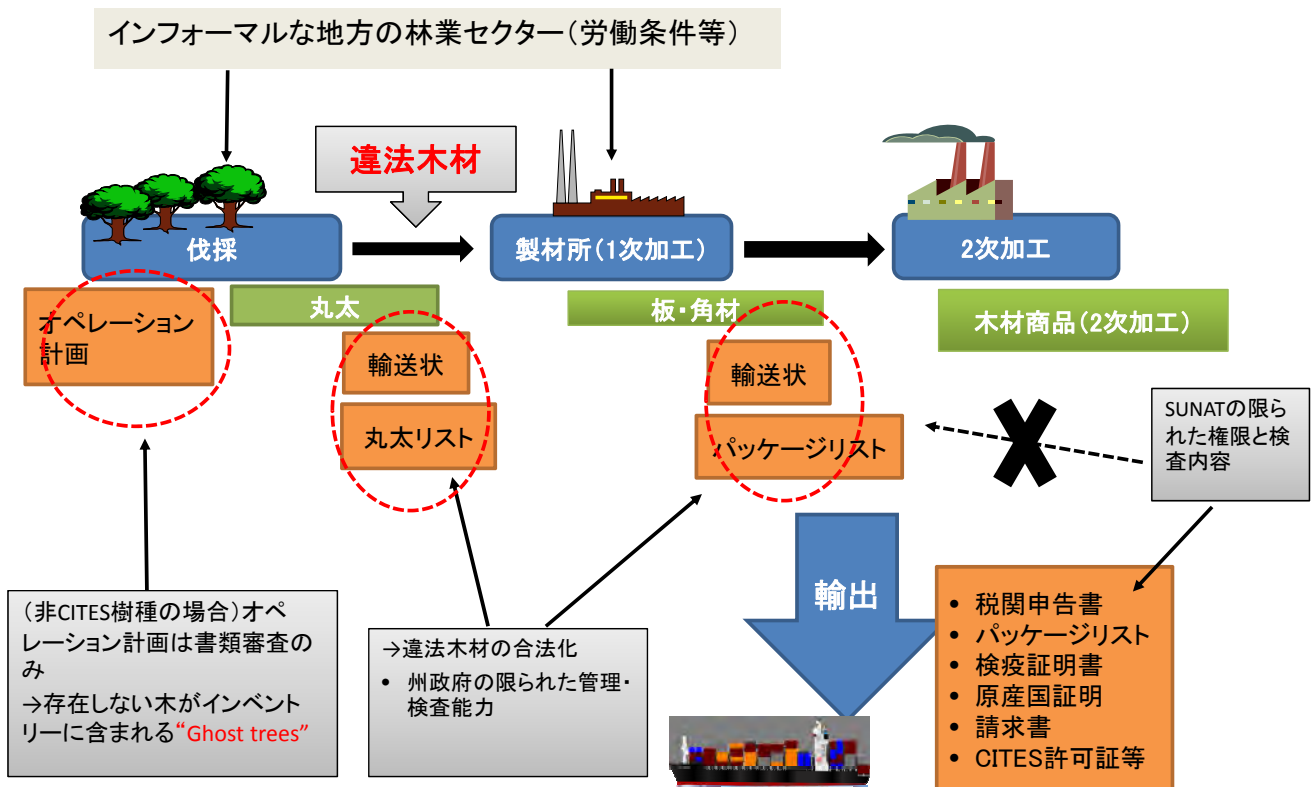 インフォーマルな地方の林業セクター（労働条件等）
違法木材
伐採
製材所（1次加工）
2次加工
丸太
板・角材
木材商品（2次加工）
オペレーション
計画
輸送状
丸太リスト
輸送状
パッケージリスト
SUNATの限ら
れた権限と検
査内容
輸出
（非CITES樹種の場合）オペ
レーション計画は書類審査の
み
→存在しない木がインベント
リーに含まれる“Ghost trees”
→違法木材の合法化
• 州政府の限られた管理・
検査能力
• 税関申告書
• パッケージリスト
• 検疫証明書
• 原産国証明
• 請求書
• CITES許可証等